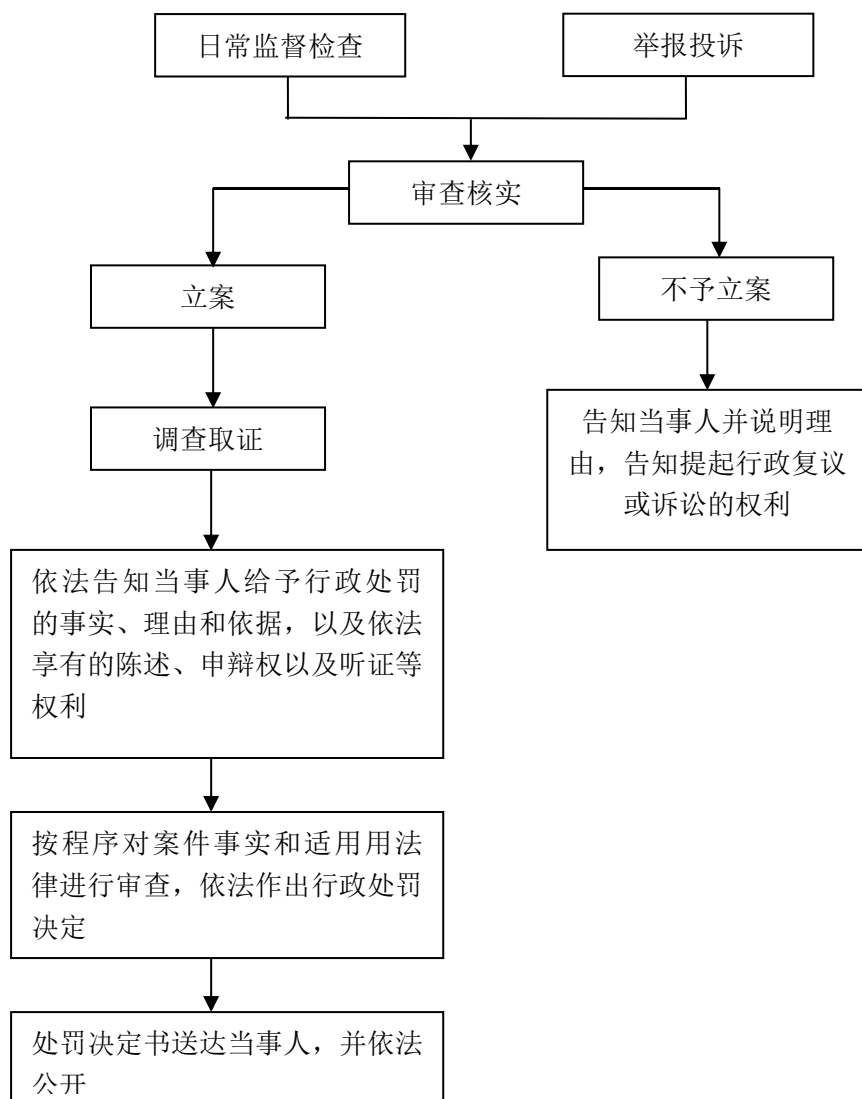 日常监督检查
举报投诉
审查核实
立案
不予立案
调查取证
告知当事人并说明理
由，告知提起行政复议
或诉讼的权利
依法告知当事人给予行政处罚
的事实、理由和依据，以及依法
享有的陈述、申辩权以及听证等
权利
按程序对案件事实和适用用法
律进行审查，依法作出行政处罚
决定
处罚决定书送达当事人，并依法
公开